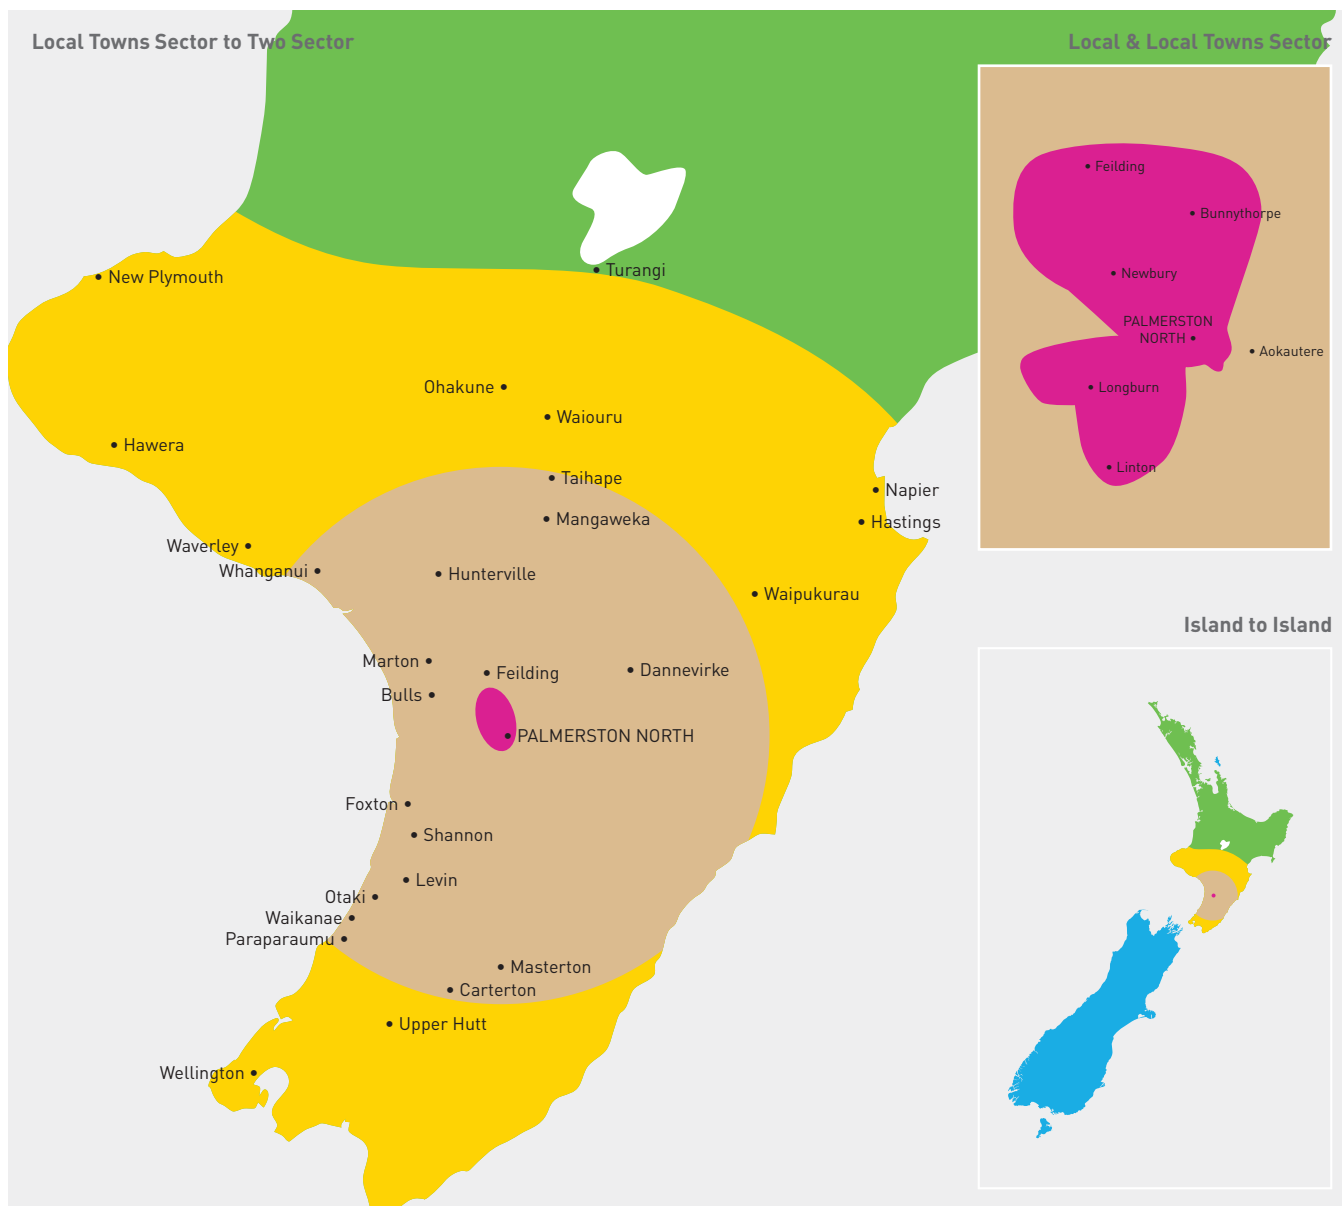 Local Towns Sector to Two Sector
Turangi
New Plymouth
Ohakune
Waiouru
Hawera
Taihape
Napier
Mangaweka
Hastings
Waverley
Whanganui
Hunterville
Waipukurau
Marton
Feilding
Dannevirke
Bulls
PALMERSTON NORTH
Foxton
Shannon
Levin
Otaki
Waikanae
Paraparaumu
Masterton
Carterton
Upper Hutt
Wellington
Local & Local Towns Sector
Feilding
Bunnythorpe
Newbury
PALMERSTON
NORTH
Aokautere
Longburn
Linton
Island to Island